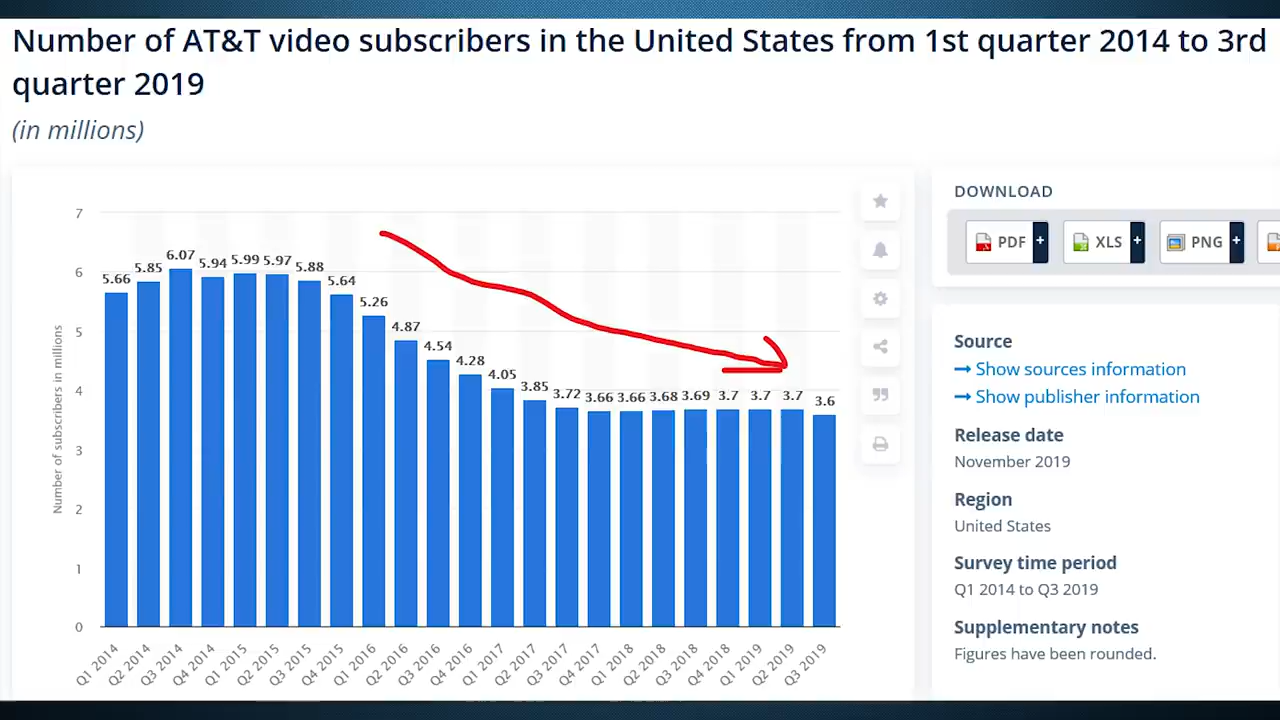 Number of AT&T video subscribers in the United States from 1st quarter 2014 to 3rd
quarter 2019
(in millions)
7
6
5
4
3
2
1
0
Number of subscribers in millions
5.66
5.85
6.07
5.94
5.99
5.97
5.88
5.64
5.26
4.87
4.54
4.28
4.05
3.85
3.72
3.66
3.66
3.68
3.69
3.7
3.7
3.7
3.6
Q1 2014
Q2 2014
Q3 2014
Q4 2014
Q1 2015
Q2 2015
Q3 2015
Q4 2015
Q1 2016
Q2 2016
Q3 2016
Q4 2016
Q1 2017
Q2 2017
Q3 2017
Q4 2017
Q1 2018
Q2 2018
Q3 2018
Q4 2018
Q1 2019
Q2 2019
Q3 2019
DOWNLOAD
PDF + XLS + PNG +
Source
→ Show sources information
→ Show publisher information
Release date
November 2019
Region
United States
Survey time period
Q1 2014 to Q3 2019
Supplementary notes
Figures have been rounded.